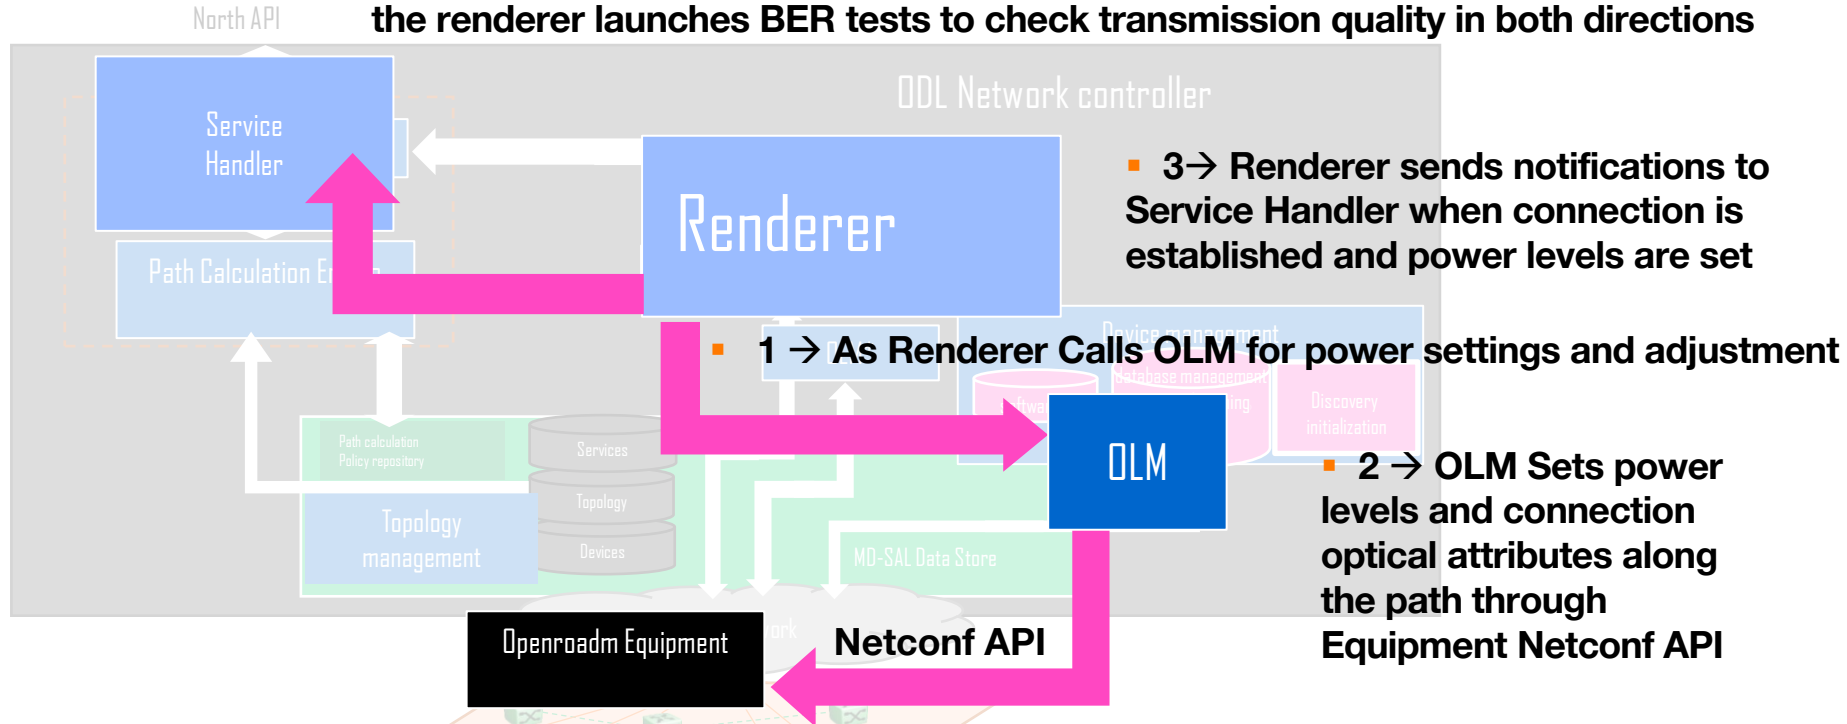 North API
the renderer launches BER tests to check transmission quality in both directions
ODL Network controller
Service
Handler
Renderer
▪ 3→ Renderer sends notifications to
Service Handler when connection is
established and power levels are set
Path Calculation
Device management
▪ 1 → As Renderer Calls OLM for power settings and adjustment
database management
Discovery
initialization
Path calculation
Policy repository
Services
OLM
▪ 2 → OLM Sets power
levels and connection
optical attributes along
the path through
Equipment Netconf API
Topology
management
Topology
Devices
MD-SAL Data Store
Openroadm Equipment
Netconf API